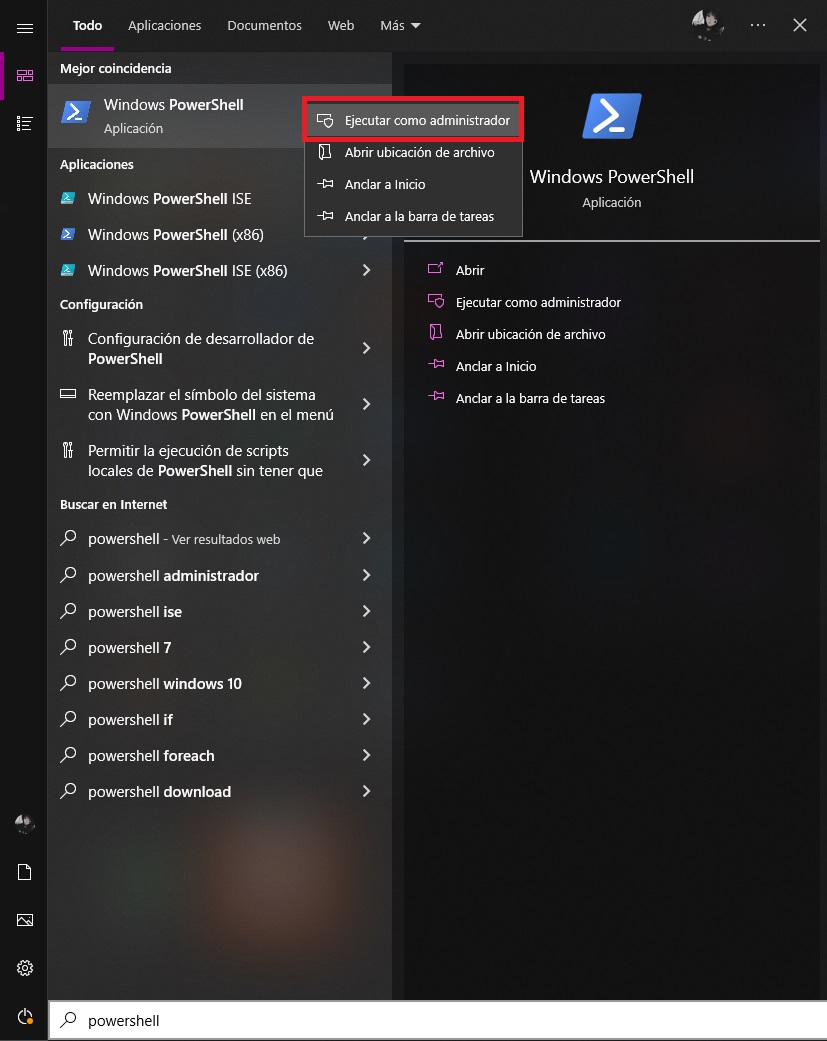 Todo
Aplicaciones
Documentos
Web
Más
Mejor coincidencia
Windows PowerShell
Aplicación
Ejecutar como administrador
Abrir ubicación de archivo
Anclar a Inicio
Anclar a la barra de tareas
Aplicaciones
Windows PowerShell ISE
Windows PowerShell (x86)
Windows PowerShell ISE (x86)
Configuración
Configuración de desarrollador de
PowerShell
Reemplazar el símbolo del sistema
con Windows PowerShell en el menú
Permitir la ejecución de scripts
locales de PowerShell sin tener que
Buscar en Internet
powershell - Ver resultados web
powershell administrador
powershell ise
powershell 7
powershell windows 10
powershell if
powershell foreach
powershell download
Windows PowerShell
Aplicación
Abrir
Ejecutar como administrador
Abrir ubicación de archivo
Anclar a Inicio
Anclar a la barra de tareas
powershell